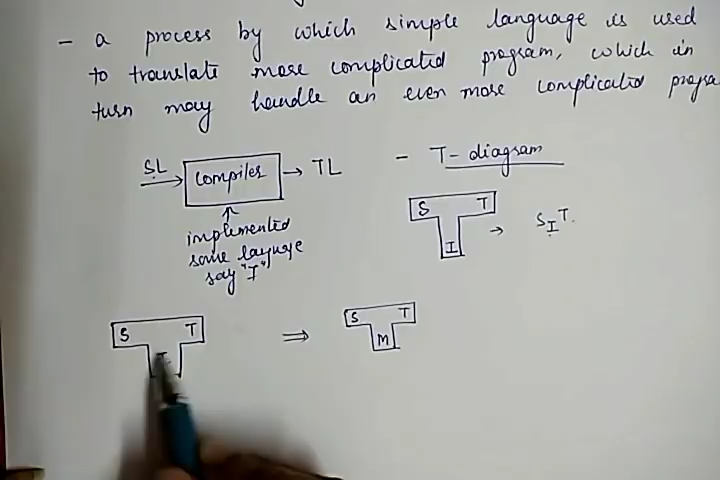 - a process by which simple language is used
to translate more complicated program, which in
turn may handle an even more complicated progra
SL → Compiler → TL
implemented
some language
say "I"
- T-diagram
S T
I → S I T.
S T
I
⇒
S T
M